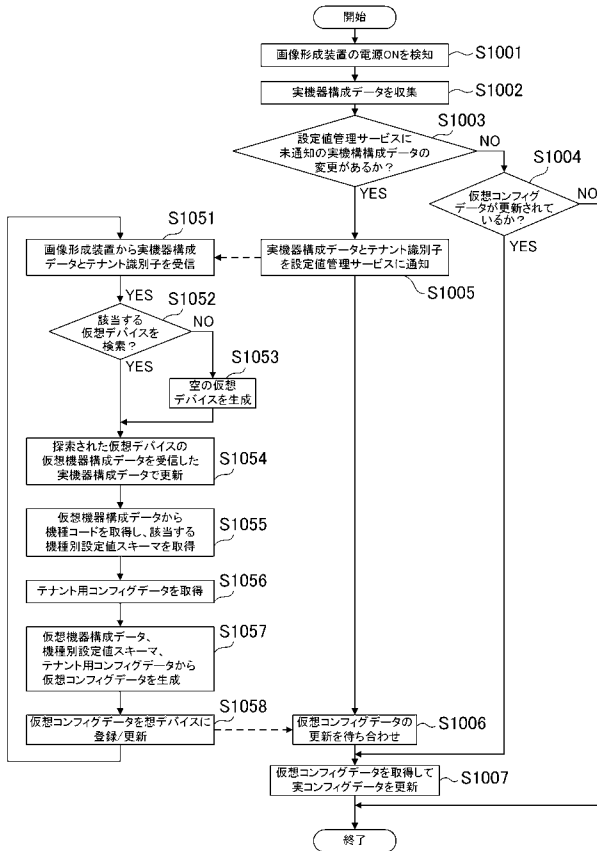 開始
画像形成装置の電源ONを検知
S1001
実機器構成データを収集
S1002
設定値管理サービスに
未通知の実機構構成データの
変更があるか?
S1003
NO
YES
S1004
仮想コンフィグ
データが更新されて
いるか?
NO
YES
S1051
画像形成装置から実機器構成
データとテナント識別子を受信
実機器構成データとテナント識別子
を設定値管理サービスに通知
S1005
YES
S1052
該当する
仮想デバイスを
検索?
NO
YES
S1053
空の仮想
デバイスを生成
探索された仮想デバイスの
仮想機器構成データを受信した
実機器構成データで更新
S1054
仮想機器構成データから
機種コードを取得し、該当する
機種別設定値スキーマを取得
S1055
テナント用コンフィグデータを取得
S1056
仮想機器構成データ、
機種別設定値スキーマ、
テナント用コンフィグデータから
仮想コンフィグデータを生成
S1057
仮想コンフィグデータを想デバイスに
登録/更新
S1058
仮想コンフィグデータの
更新を待ち合わせ
S1006
仮想コンフィグデータを取得して
実コンフィグデータを更新
S1007
終了